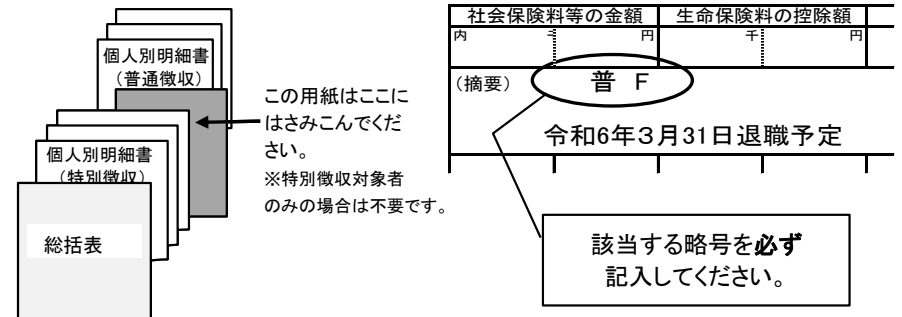 個人別明細書
（普通徴収）
この用紙はここに
はさみこんでくだ
さい。
※特別徴収対象者
のみの場合は不要です。
個人別明細書
（特別徴収）
総括表
社会保険料等の金額 生命保険料の控除額
内 千 円 千 円
（摘要） 普 F
令和6年３月31日退職予定
該当する略号を必ず
記入してください。